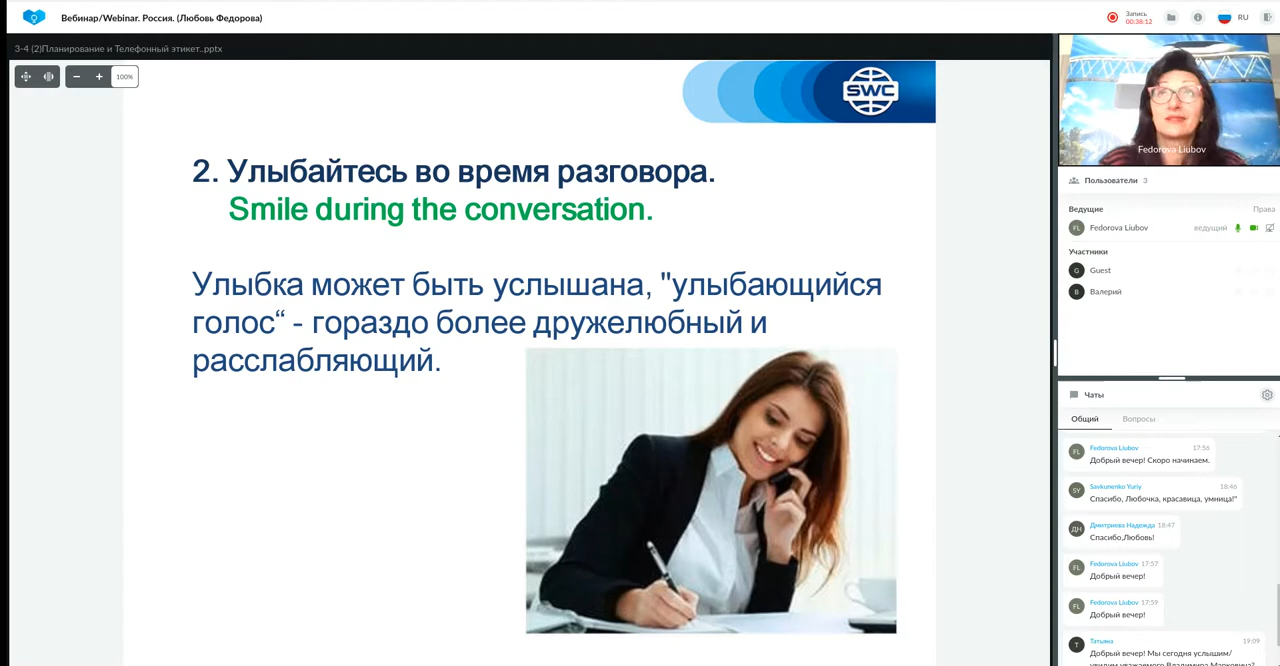 Вебинар/Webinar. Россия. (Любовь Федорова)
Запись
00:38:12
RU
3-4 (2)Планирование и Телефонный этикет..pptx
100%
SWC
2. Улыбайтесь во время разговора.
Smile during the conversation.
Улыбка может быть услышана, "улыбающийся
голос“ - гораздо более дружелюбный и
расслабляющий.
Fedorova Liubov
Пользователи 3
Ведущие Права
FL Fedorova Liubov ведущий
Участники
G Guest
В Валерий
Чаты
Общий Вопросы
FL Fedorova Liubov 17:56
Добрый вечер! Скоро начинаем.
SY Savkunenko Yuriy 18:46
Спасибо, Любочка, красавица, умница!"
ДН Дмитриева Надежда 18:47
Спасибо,Любовь!
FL Fedorova Liubov 17:57
Добрый вечер!
FL Fedorova Liubov 17:59
Добрый вечер!
Т Татьяна 19:09
Добрый вечер! Мы сегодня услышим/
увидим уважаемого Владимира Марковича?